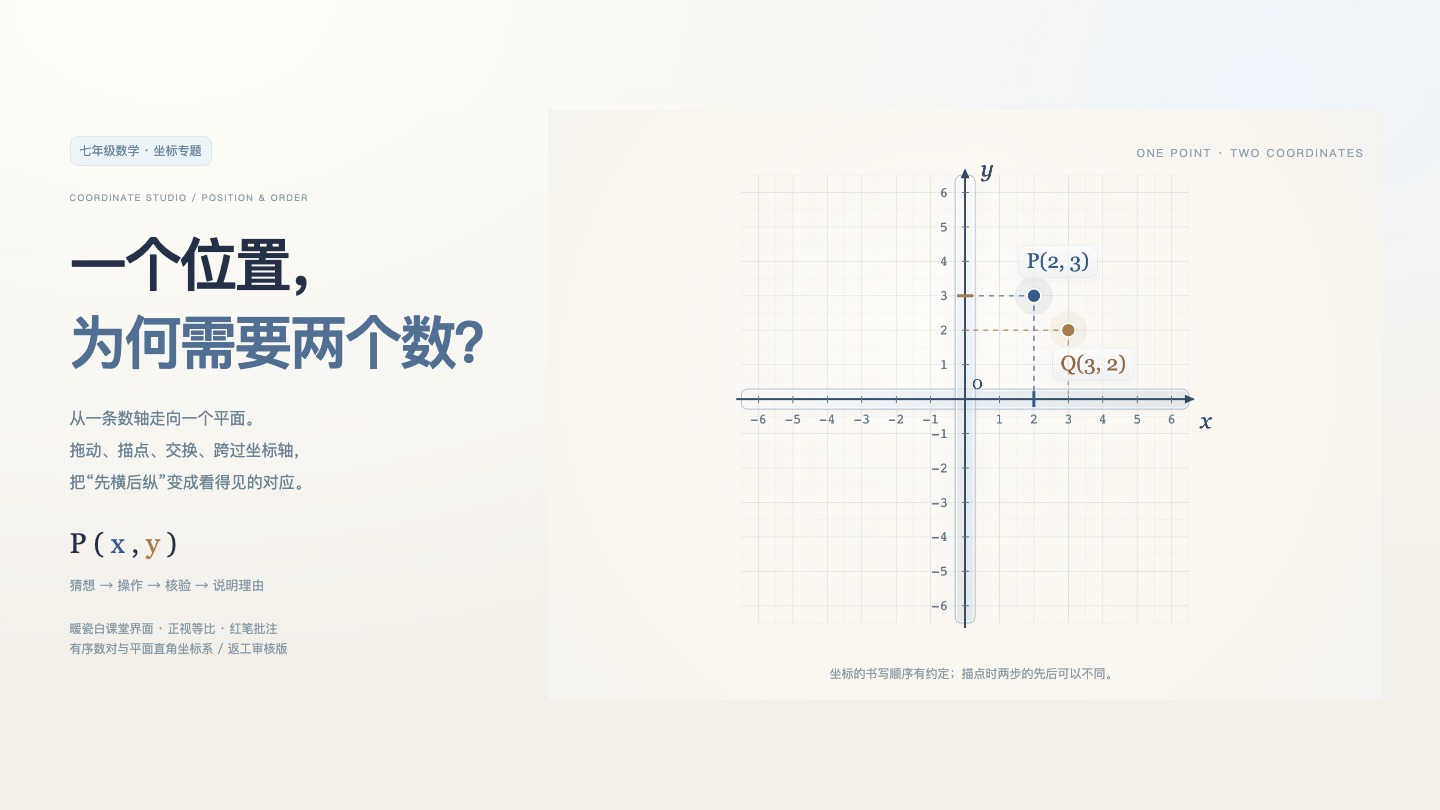 七年级数学 · 坐标专题
COORDINATE STUDIO / POSITION & ORDER
一个位置，
为何需要两个数？
从一条数轴走向一个平面。
拖动、描点、交换、跨过坐标轴，
把“先横后纵”变成看得见的对应。
P(x,y)
猜想 → 操作 → 核验 → 说明理由
暖瓷白课堂界面 · 正视等比 · 红笔批注
有序数对与平面直角坐标系 / 返工审核版
ONE POINT · TWO COORDINATES
y
6
5
4
P(2, 3)
3
2
1
Q(3, 2)
O
−6 −5 −4 −3 −2 −1 1 2 3 4 5 6
x
−1
−2
−3
−4
−5
−6
坐标的书写顺序有约定；描点时两步的先后可以不同。